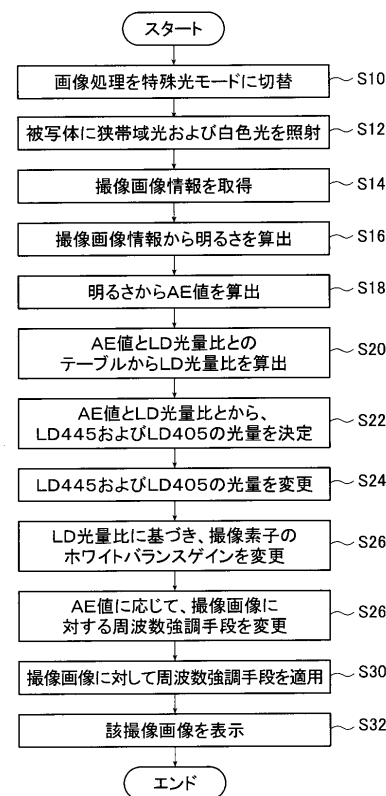 スタート
画像処理を特殊光モードに切替
S10
被写体に狭帯域光および白色光を照射
S12
撮像画像情報を取得
S14
撮像画像情報から明るさを算出
S16
明るさからAE値を算出
S18
AE値とLD光量比との
テーブルからLD光量比を算出
S20
AE値とLD光量比とから、
LD445およびLD405の光量を決定
S22
LD445およびLD405の光量を変更
S24
LD光量比に基づき、撮像素子の
ホワイトバランスゲインを変更
S26
AE値に応じて、撮像画像に
対する周波数強調手段を変更
S26
撮像画像に対して周波数強調手段を適用
S30
該撮像画像を表示
S32
エンド